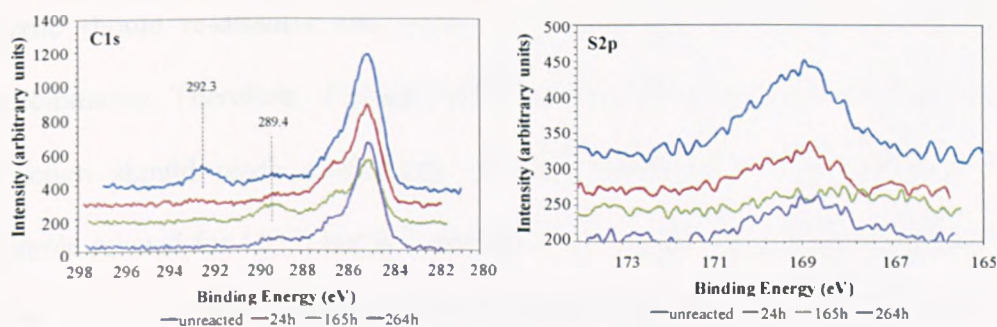 C1s
Intensity (arbitrary units)
1400
1200
1000
800
600
400
200
0
292.3
289.4
298 296 294 292 290 288 286 284 282 280
Binding Energy (eV)
unreacted 24h 165h 264h
S2p
Intensity (arbitrary units)
500
450
400
350
300
250
200
173 171 169 167 165
Binding Energy (eV)
unreacted 24h 165h 264h